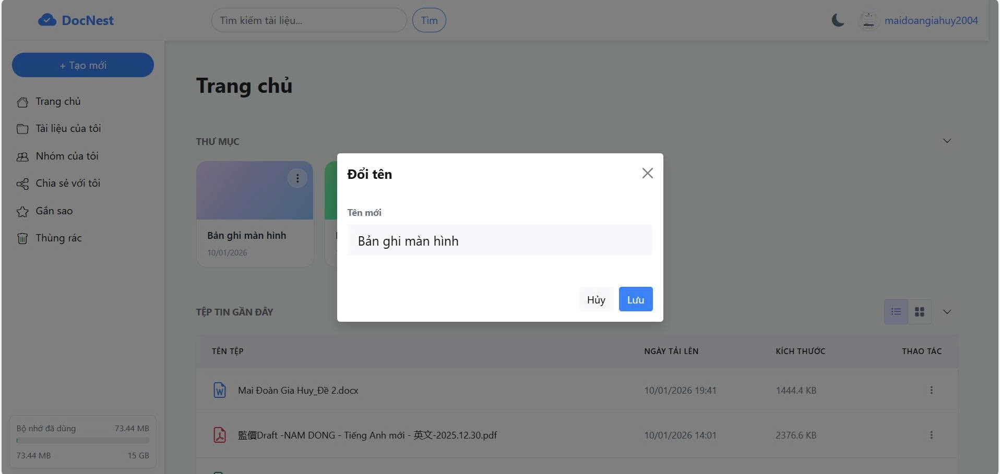 DocNest
Tìm kiếm tài liệu...
Tìm
maidoangiahuy2004
+ Tạo mới
Trang chủ
Tài liệu của tôi
Nhóm của tôi
Chia sẻ với tôi
Gắn sao
Thùng rác
Bộ nhớ đã dùng 73.44 MB
73.44 MB 15 GB
Trang chủ
THƯ MỤC
Bản ghi màn hình
10/01/2026
Đổi tên
Tên mới
Bản ghi màn hình
Hủy
Lưu
TỆP TIN GẦN ĐÂY
TÊN TỆP NGÀY TẢI LÊN KÍCH THƯỚC THAO TÁC
Mai Đoàn Gia Huy_Đề 2.docx 10/01/2026 19:41 1444.4 KB
監價Draft -NAM DONG - Tiếng Anh mới - 英文-2025.12.30.pdf 10/01/2026 14:01 2376.6 KB